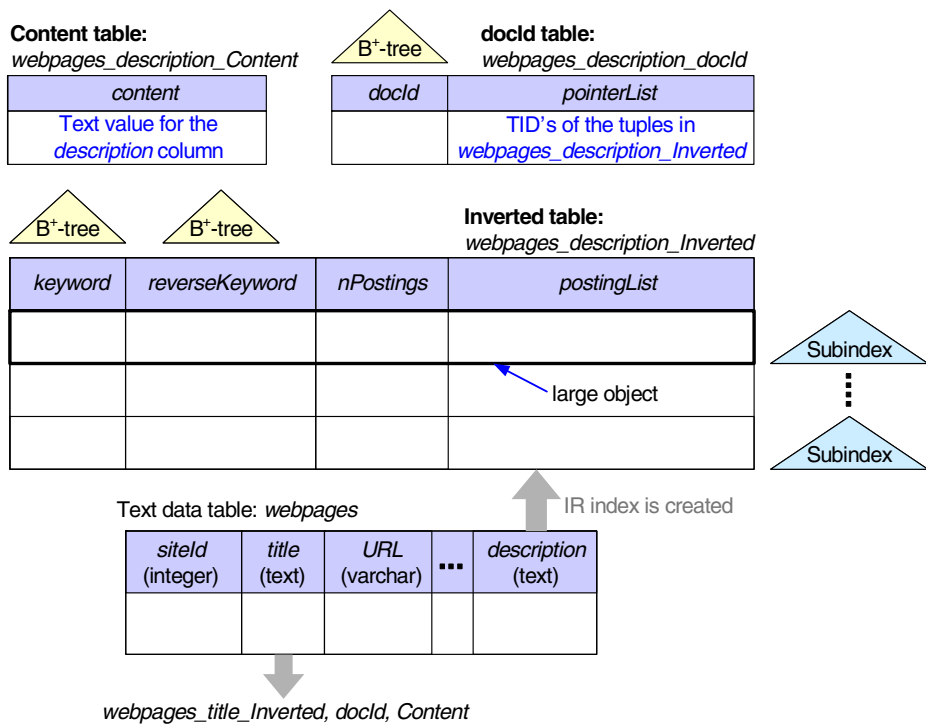 Content table:
webpages_description_Content
content
Text value for the
description column
B+-tree
docId table:
webpages_description_docId
docId
pointerList
TID's of the tuples in
webpages_description_Inverted
B+-tree
B+-tree
Inverted table:
webpages_description_Inverted
keyword
reverseKeyword
nPostings
postingList
large object
Subindex
Subindex
IR index is created
Text data table: webpages
siteId
(integer)
title
(text)
URL
(varchar)
...
description
(text)
webpages_title_Inverted, docId, Content